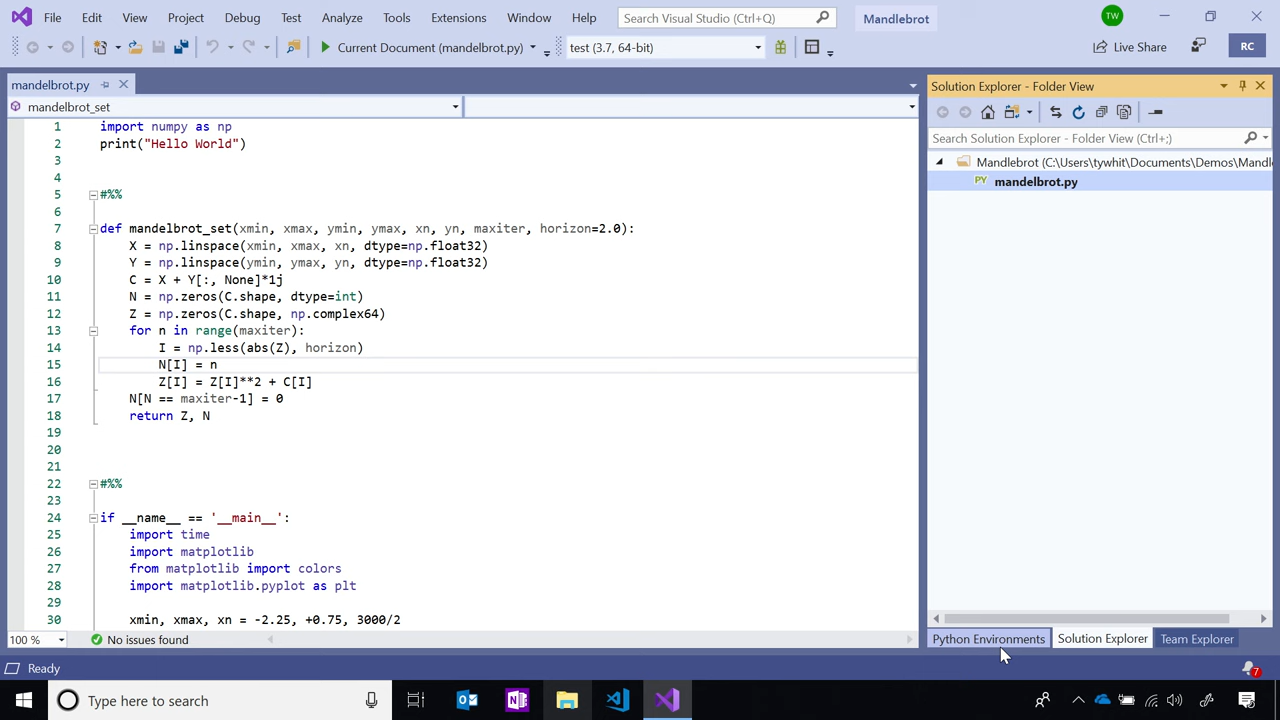 File Edit View Project Debug Test Analyze Tools Extensions Window Help Search Visual Studio (Ctrl+Q) Mandlebrot TW
Current Document (mandelbrot.py) test (3.7, 64-bit) Live Share RC
mandelbrot.py
mandelbrot_set
1 import numpy as np
2 print("Hello World")
3
4
5 #%%
6
7 def mandelbrot_set(xmin, xmax, ymin, ymax, xn, yn, maxiter, horizon=2.0):
8 X = np.linspace(xmin, xmax, xn, dtype=np.float32)
9 Y = np.linspace(ymin, ymax, yn, dtype=np.float32)
10 C = X + Y[:, None]*1j
11 N = np.zeros(C.shape, dtype=int)
12 Z = np.zeros(C.shape, np.complex64)
13 for n in range(maxiter):
14 I = np.less(abs(Z), horizon)
15 N[I] = n
16 Z[I] = Z[I]**2 + C[I]
17 N[N == maxiter-1] = 0
18 return Z, N
19
20
21
22 #%%
23
24 if __name__ == '__main__':
25 import time
26 import matplotlib
27 from matplotlib import colors
28 import matplotlib.pyplot as plt
29
30 xmin, xmax, xn = -2.25, +0.75, 3000/2
100 % No issues found
Solution Explorer - Folder View
Search Solution Explorer - Folder View (Ctrl+;)
Mandlebrot (C:\Users\tywhit\Documents\Demos\Mandl
PY mandelbrot.py
Python Environments Solution Explorer Team Explorer
Ready 7
Type here to search